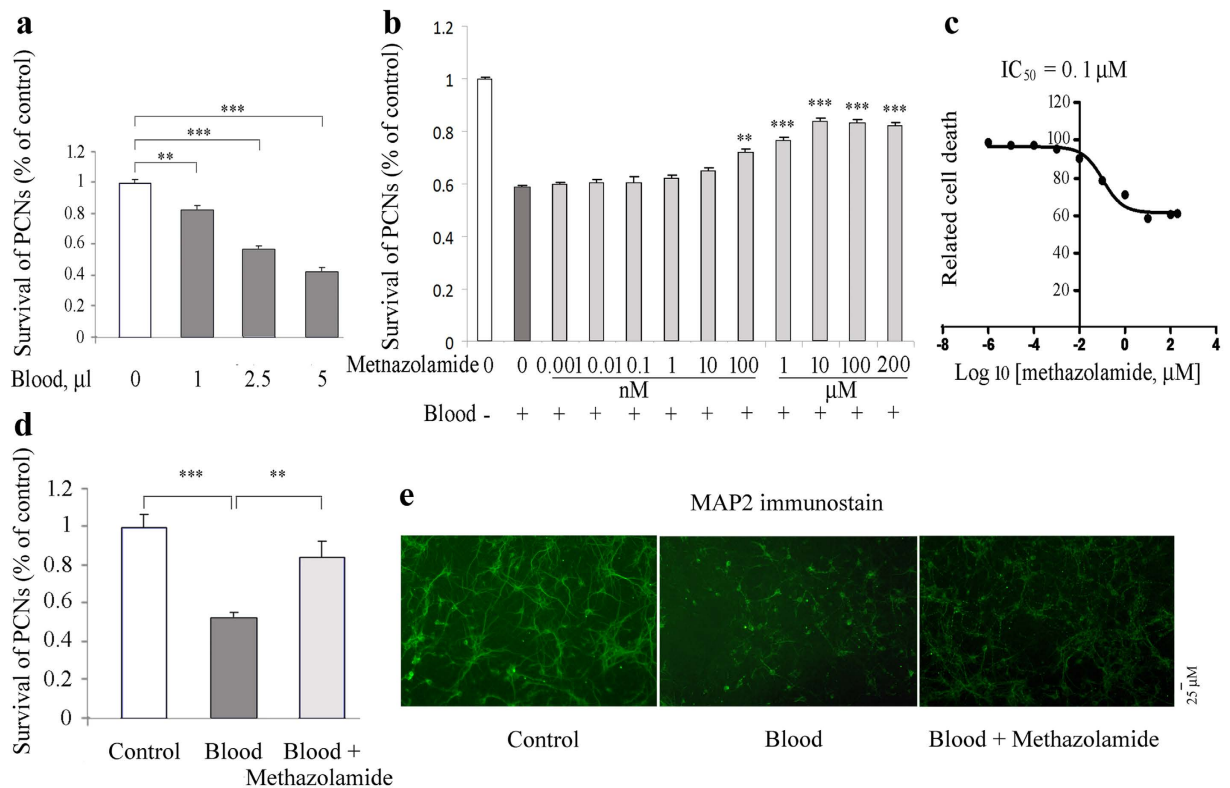 a
Survival of PCNs (% of control)
1.2
1
0.8
0.6
0.4
0.2
0
***
***
**
Blood, μl 0 1 2.5 5
b
Survival of PCNs (% of control)
1.2
1
0.8
0.6
0.4
0.2
0
** *** *** *** ***
Methazolamide 0 0 0.001 0.01 0.1 1 10 100 1 10 100 200
nM μM
Blood - + + + + + + + + + + +
c
IC50 = 0.1 μM
Related cell death
120
100
80
60
40
20
0
-8 -6 -4 -2 0 2 4
Log 10 [methazolamide, μM]
d
Survival of PCNs (% of control)
1.2
1
0.8
0.6
0.4
0.2
0
*** **
Control Blood Blood +
Methazolamide
e
MAP2 immunostain
25 μM
Control Blood Blood + Methazolamide